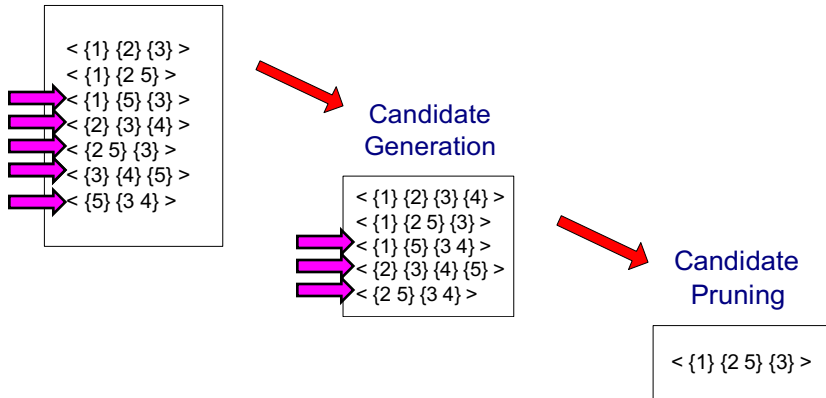 < {1} {2} {3} >
< {1} {2 5} >
< {1} {5} {3} >
< {2} {3} {4} >
< {2 5} {3} >
< {3} {4} {5} >
< {5} {3 4} >
Candidate
Generation
< {1} {2} {3} {4} >
< {1} {2 5} {3} >
< {1} {5} {3 4} >
< {2} {3} {4} {5} >
< {2 5} {3 4} >
Candidate
Pruning
< {1} {2 5} {3} >